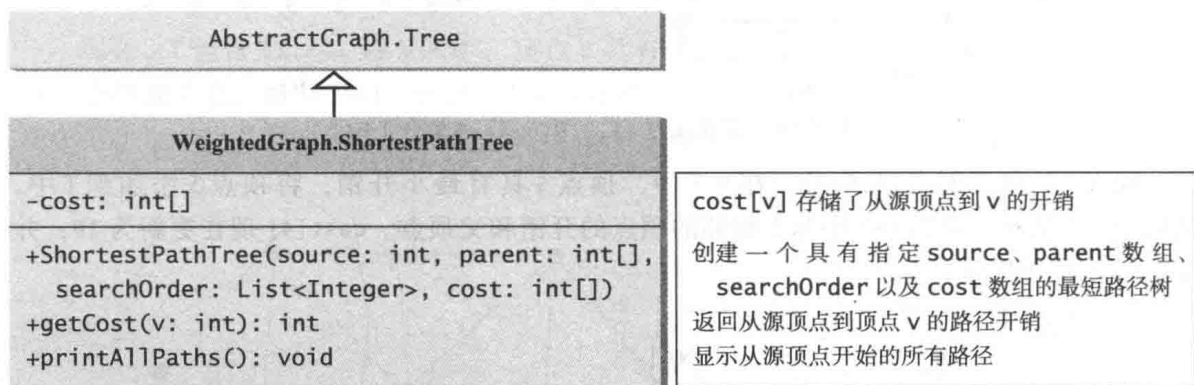 AbstractGraph.Tree
WeightedGraph.ShortestPathTree
-cost: int[]
+ShortestPathTree(source: int, parent: int[],
searchOrder: List<Integer>, cost: int[])
+getCost(v: int): int
+printAllPaths(): void
cost[v] 存储了从源顶点到 v 的开销
创建一个具有指定 source、parent 数组、
searchOrder 以及 cost 数组的最短路径树
返回从源顶点到顶点 v 的路径开销
显示从源顶点开始的所有路径